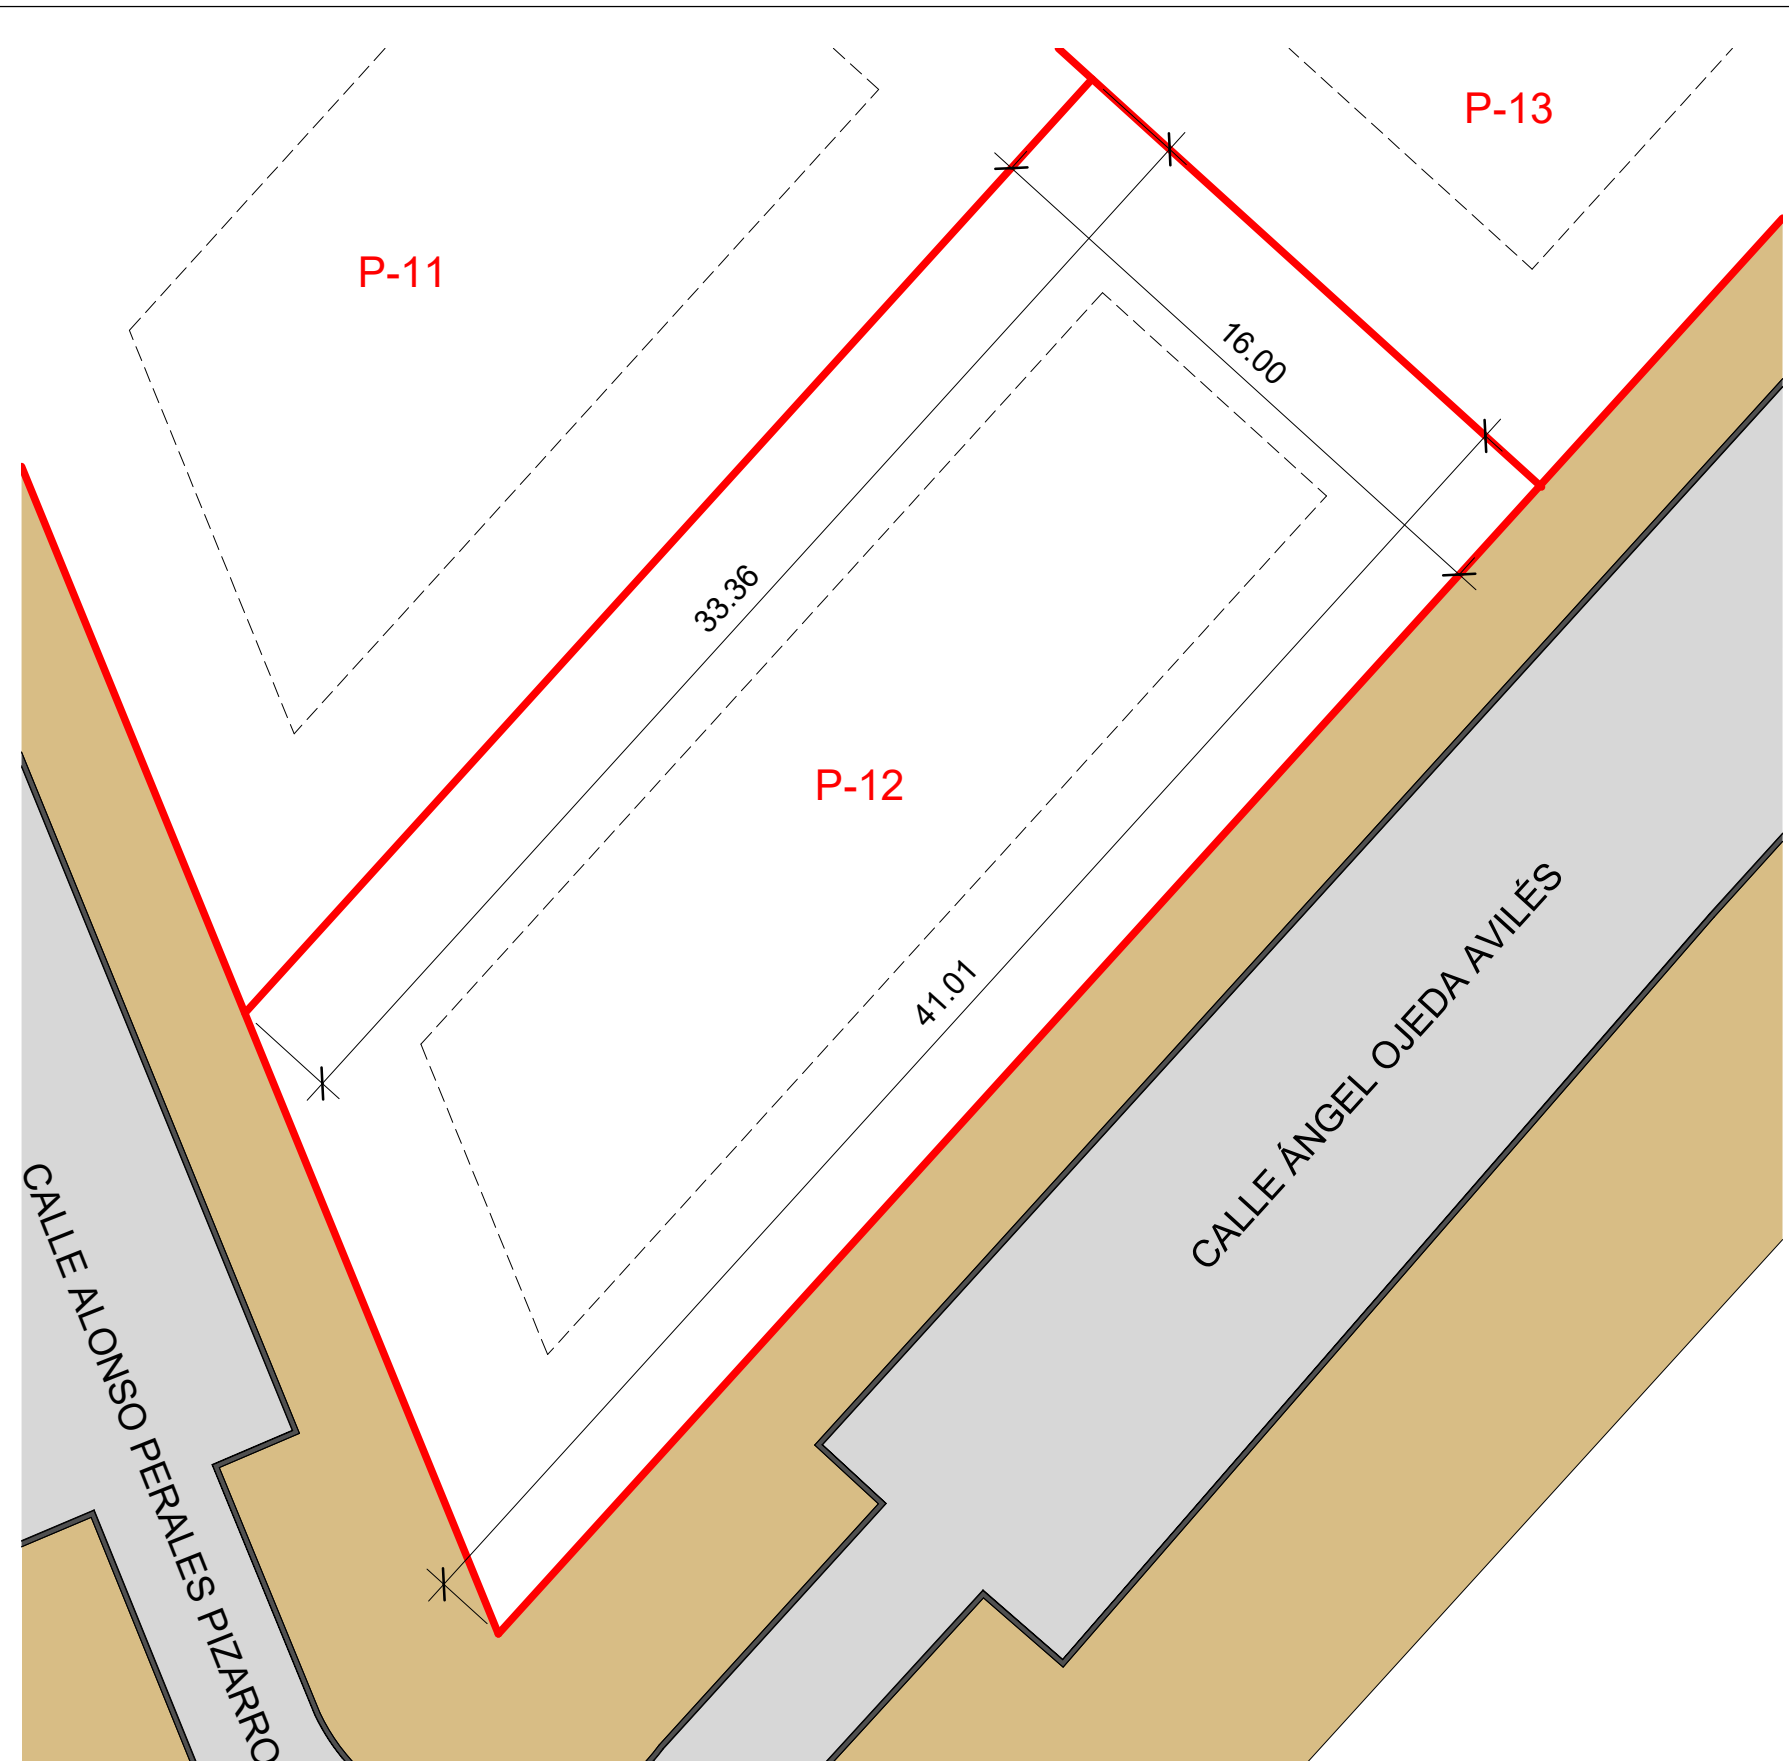 P-13
P-11
16.00
33.36
P-12
41.01
CALLE ÁNGEL OJEDA AVILÉS
CALLE ALONSO PERALES PIZARRO